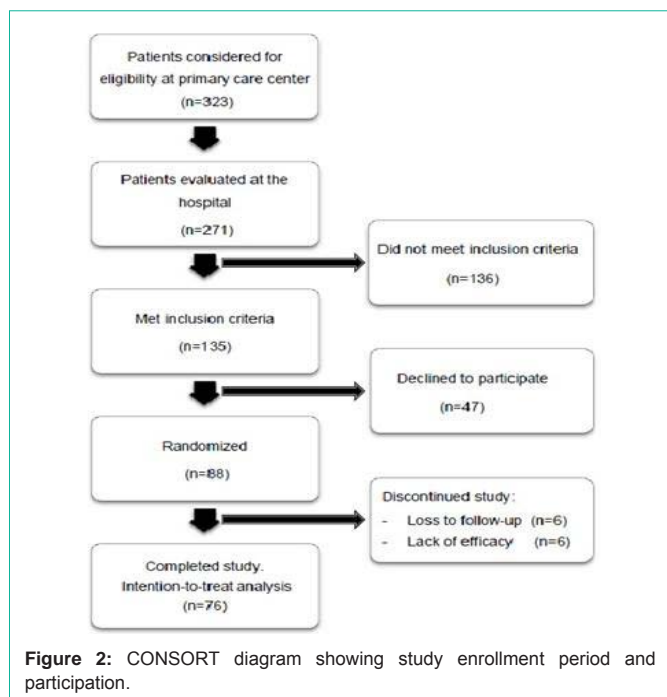 Patients considered for
eligibility at primary care center
(n=323)
Patients evaluated at the
hospital
(n=271)
Did not meet inclusion criteria
(n=136)
Met inclusion criteria
(n=135)
Declined to participate
(n=47)
Randomized
(n=88)
Discontinued study:
- Loss to follow-up (n=6)
- Lack of efficacy (n=6)
Completed study.
Intention-to-treat analysis
(n=76)
Figure 2: CONSORT diagram showing study enrollment period and
participation.